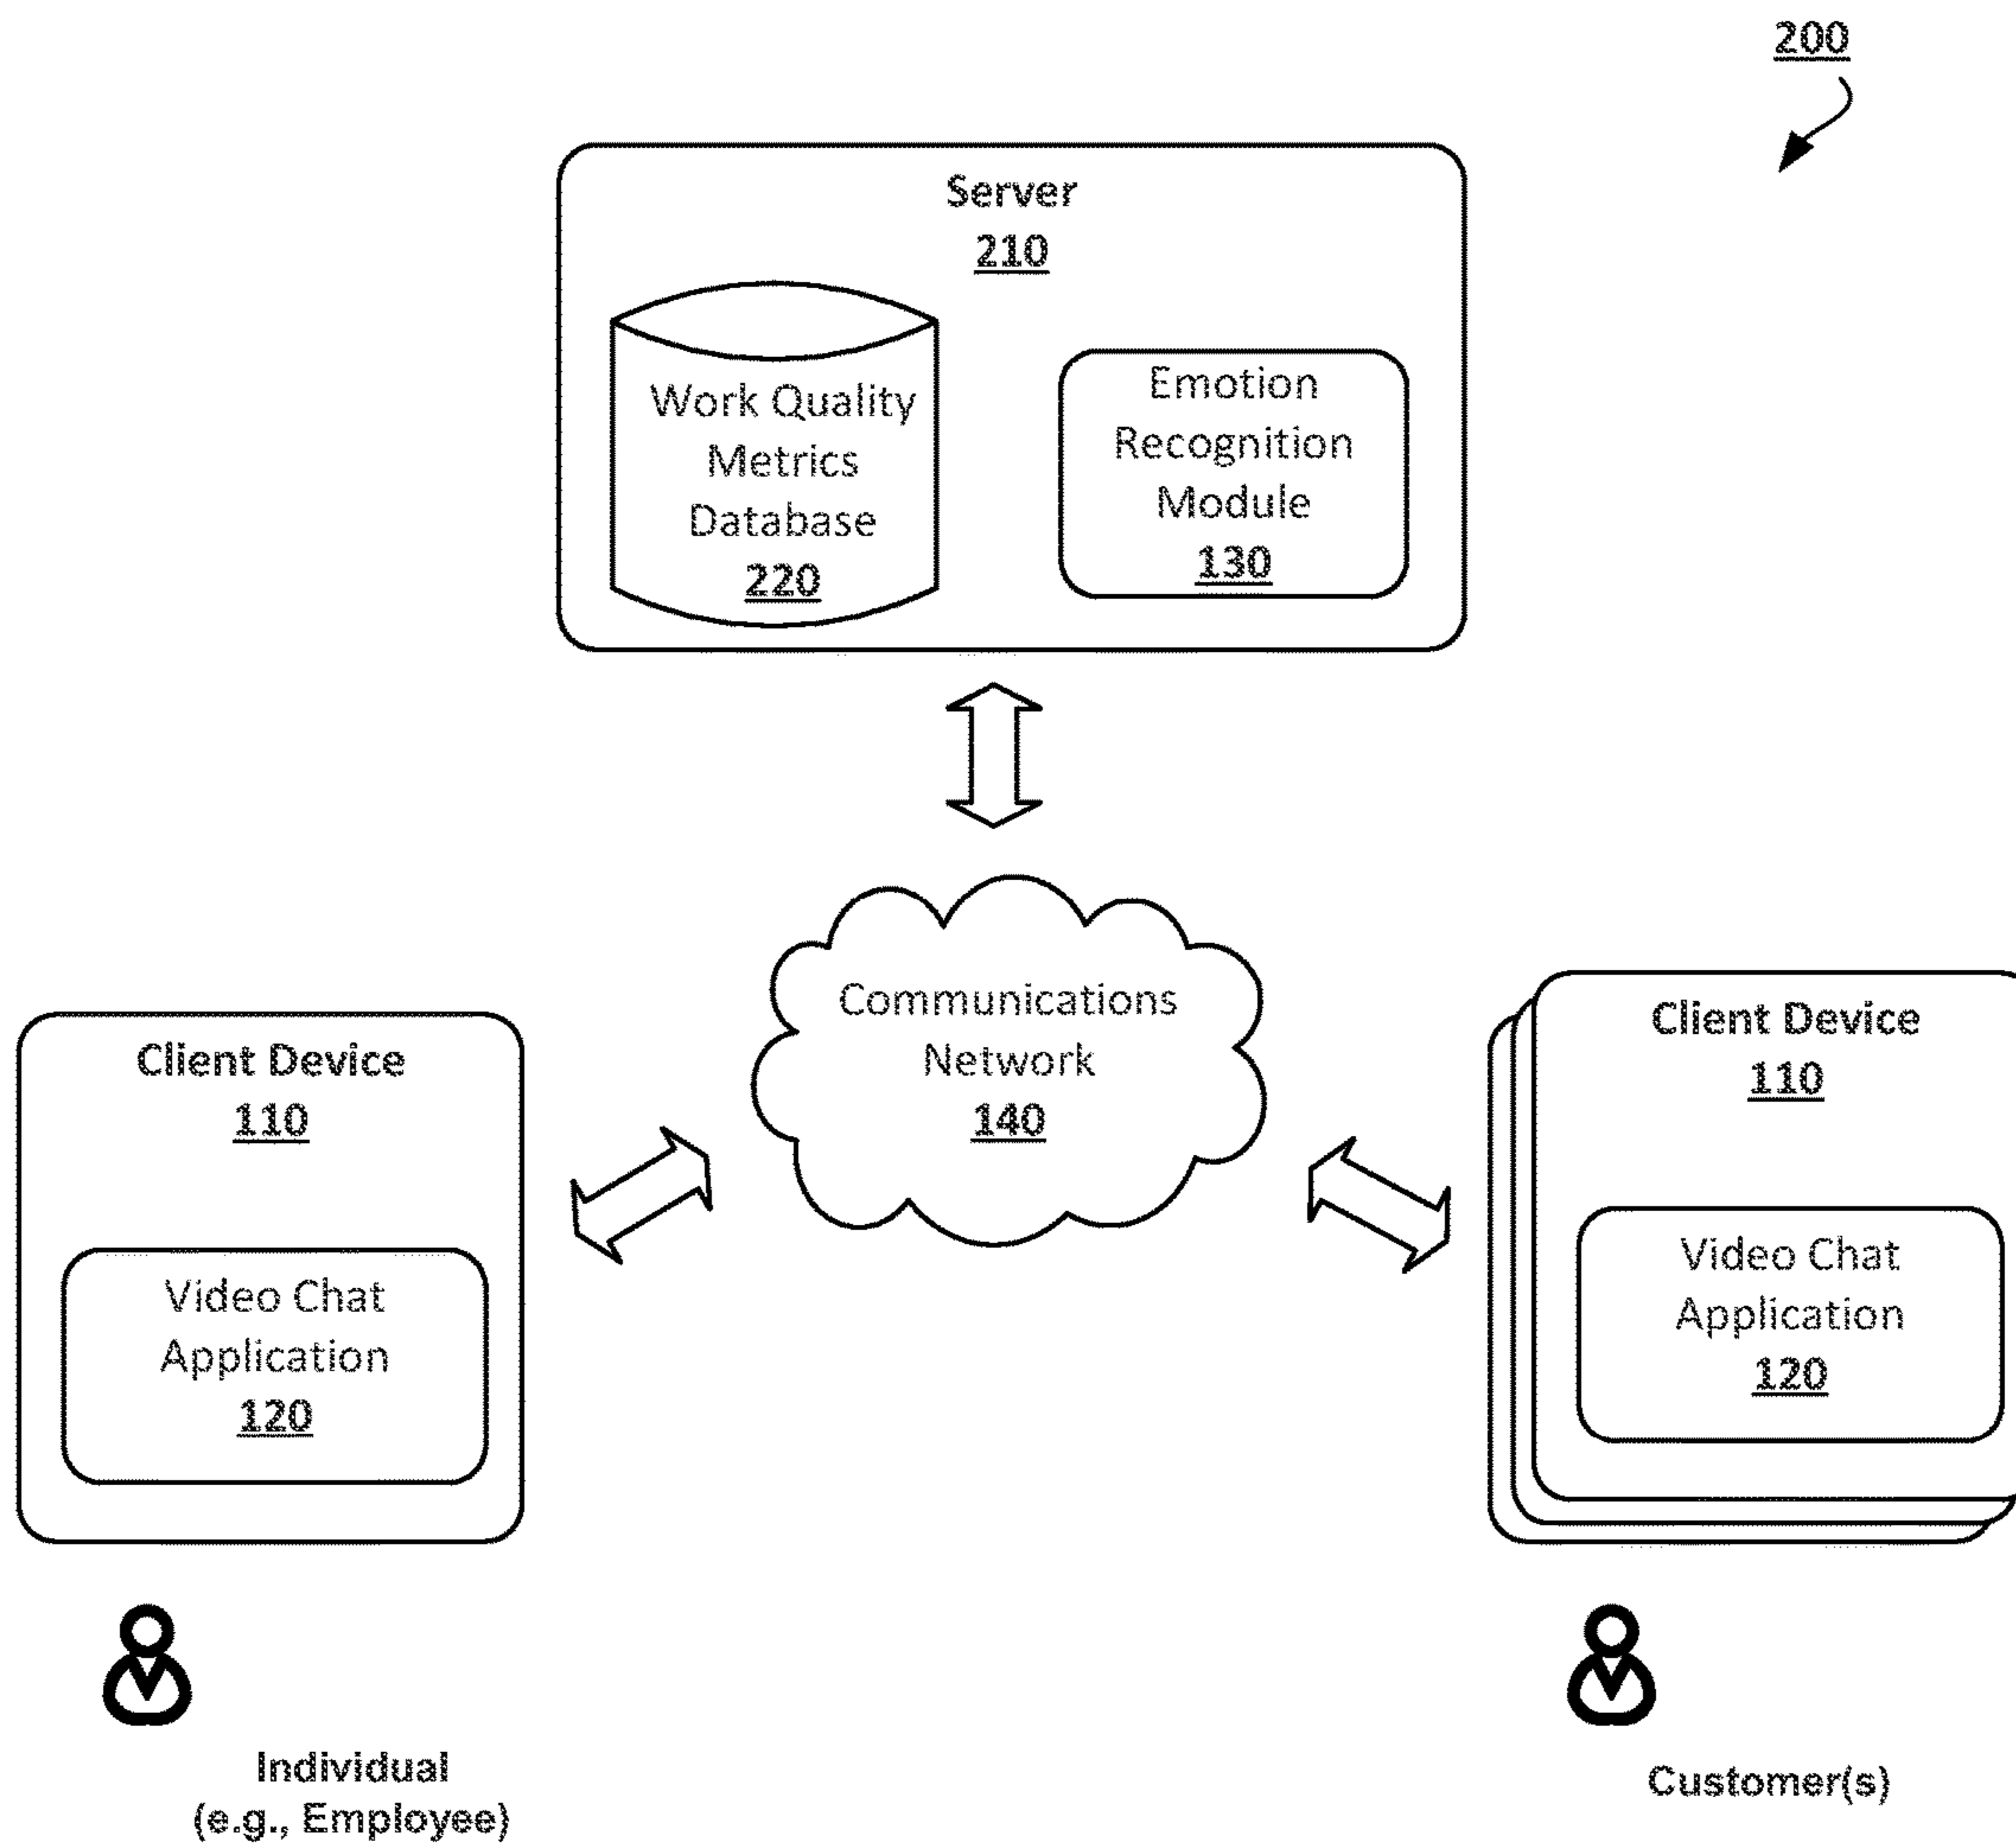 200
Server
210
Work Quality
Metrics
Database
220
Emotion
Recognition
Module
130
Communications
Network
140
Client Device
110
Video Chat
Application
120
Client Device
110
Video Chat
Application
120
Individual
(e.g., Employee)
Customer(s)